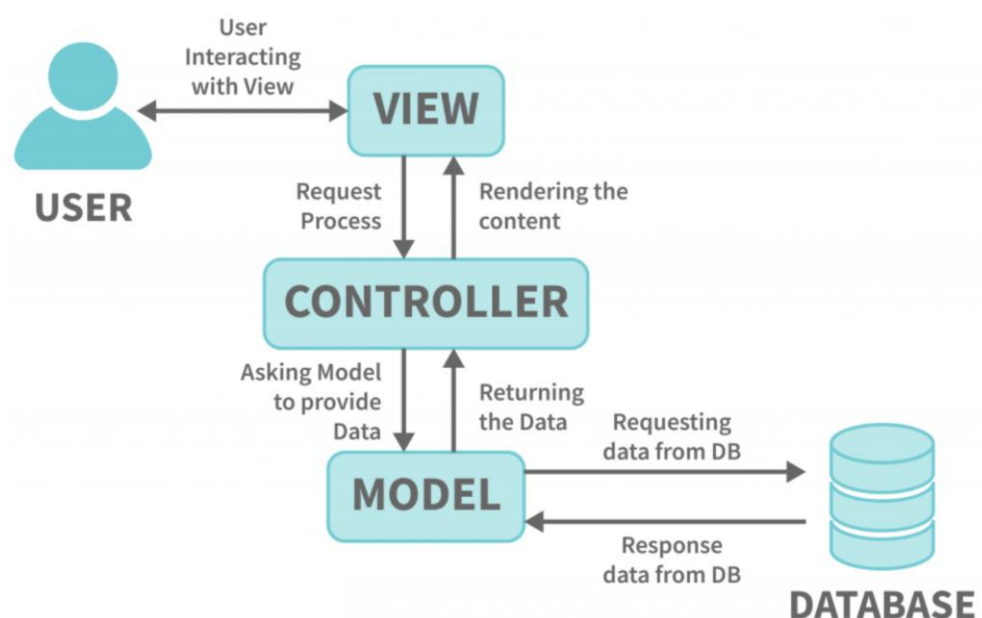 User
Interacting
with View
VIEW
USER
Request
Process
Rendering the
content
CONTROLLER
Asking Model
to provide
Data
Returning
the Data
Requesting
data from DB
MODEL
Response
data from DB
DATABASE